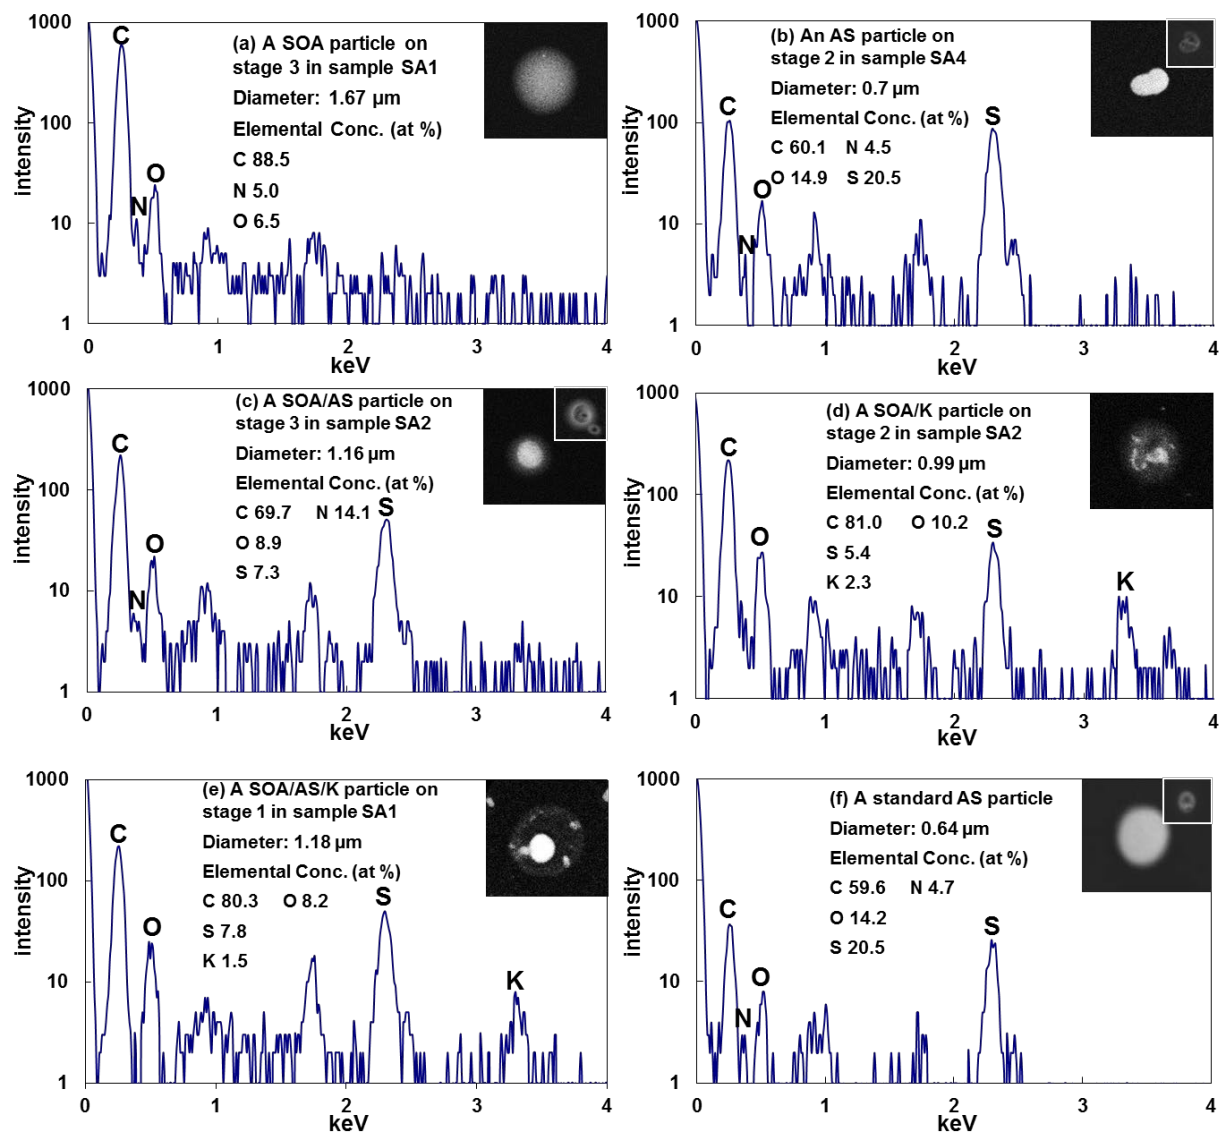 1000
100
10
1
intensity
0
1
2
3
4
keV
C
N
O
(a) A SOA particle on
stage 3 in sample SA1
Diameter: 1.67 µm
Elemental Conc. (at %)
C 88.5
N 5.0
O 6.5
1000
100
10
1
intensity
0
1
2
3
4
keV
C
N
O
S
(b) An AS particle on
stage 2 in sample SA4
Diameter: 0.7 µm
Elemental Conc. (at %)
C 60.1 N 4.5
O 14.9 S 20.5
1000
100
10
1
intensity
0
1
2
3
4
keV
C
N
O
S
(c) A SOA/AS particle on
stage 3 in sample SA2
Diameter: 1.16 µm
Elemental Conc. (at %)
C 69.7 N 14.1
O 8.9
S 7.3
1000
100
10
1
intensity
0
1
2
3
4
keV
C
O
S
K
(d) A SOA/K particle on
stage 2 in sample SA2
Diameter: 0.99 µm
Elemental Conc. (at %)
C 81.0 O 10.2
S 5.4
K 2.3
1000
100
10
1
intensity
0
1
2
3
4
keV
C
O
S
K
(e) A SOA/AS/K particle on
stage 1 in sample SA1
Diameter: 1.18 µm
Elemental Conc. (at %)
C 80.3 O 8.2
S 7.8
K 1.5
1000
100
10
1
intensity
0
1
2
3
4
keV
C
N
O
S
(f) A standard AS particle
Diameter: 0.64 µm
Elemental Conc. (at %)
C 59.6 N 4.7
O 14.2
S 20.5